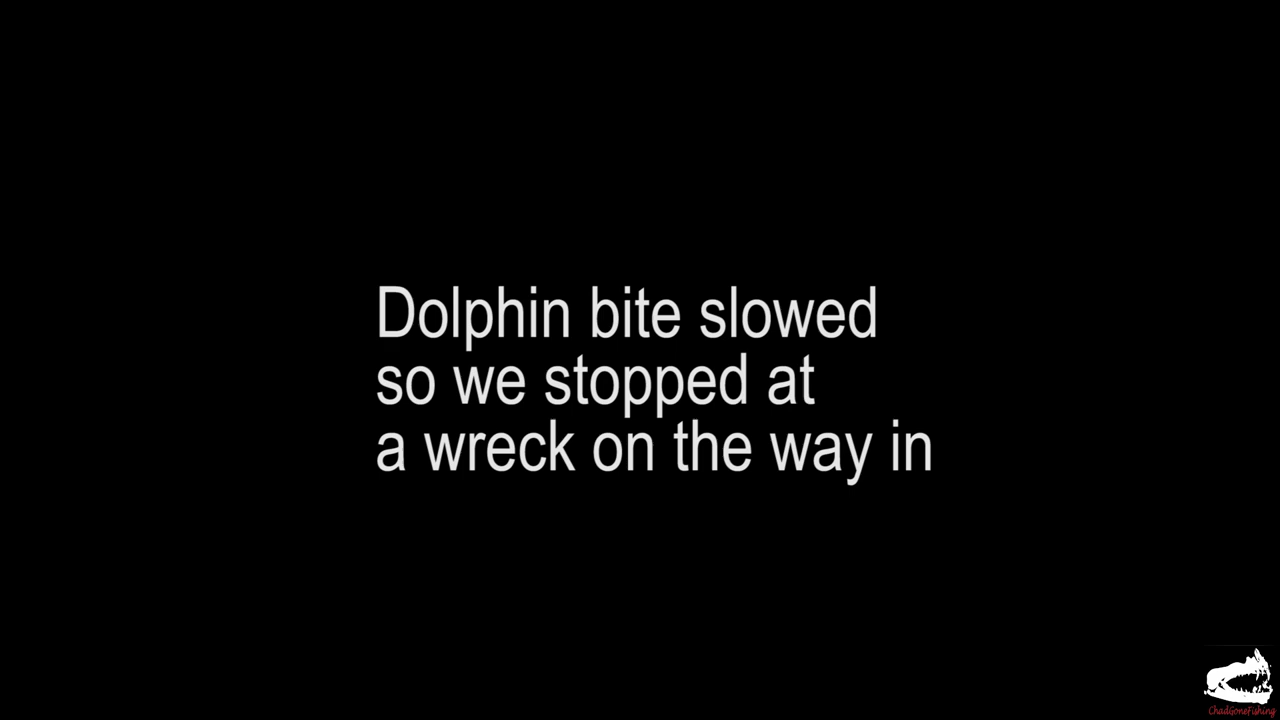 Dolphin bite slowed
so we stopped at
a wreck on the way in
ChadGoneFishing